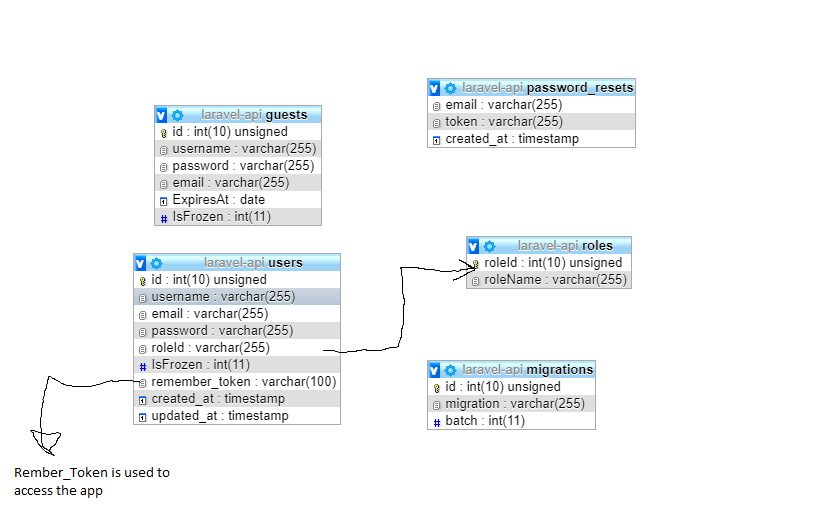 laravel-api password_resets
email : varchar(255)
token : varchar(255)
created_at : timestamp
laravel-api guests
id : int(10) unsigned
username : varchar(255)
password : varchar(255)
email : varchar(255)
ExpiresAt : date
# IsFrozen : int(11)
laravel-api roles
roleId : int(10) unsigned
roleName : varchar(255)
laravel-api users
id : int(10) unsigned
username : varchar(255)
email : varchar(255)
password : varchar(255)
roleId : varchar(255)
# IsFrozen : int(11)
remember_token : varchar(100)
created_at : timestamp
updated_at : timestamp
laravel-api migrations
id : int(10) unsigned
migration : varchar(255)
# batch : int(11)
Rember_Token is used to
access the app